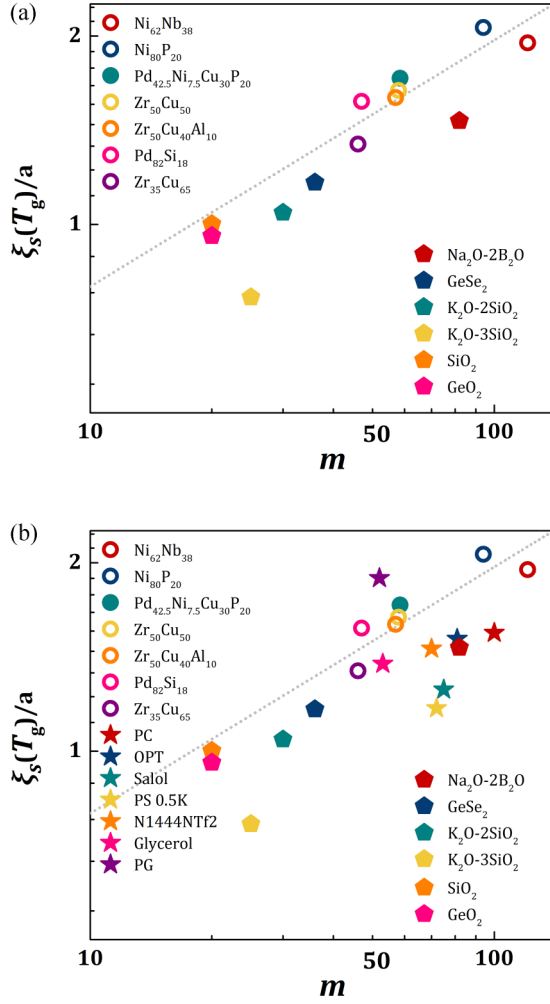 (a)
2
1
ξs(Tg)/a
Ni62Nb38
Ni80P20
Pd42.5Ni7.5Cu30P20
Zr50Cu50
Zr50Cu40Al10
Pd82Si18
Zr35Cu65
Na2O-2B2O
GeSe2
K2O-2SiO2
K2O-3SiO2
SiO2
GeO2
10
50
100
m
(b)
2
1
ξs(Tg)/a
Ni62Nb38
Ni80P20
Pd42.5Ni7.5Cu30P20
Zr50Cu50
Zr50Cu40Al10
Pd82Si18
Zr35Cu65
PC
OPT
Salol
PS 0.5K
N1444NTf2
Glycerol
PG
Na2O-2B2O
GeSe2
K2O-2SiO2
K2O-3SiO2
SiO2
GeO2
10
50
100
m